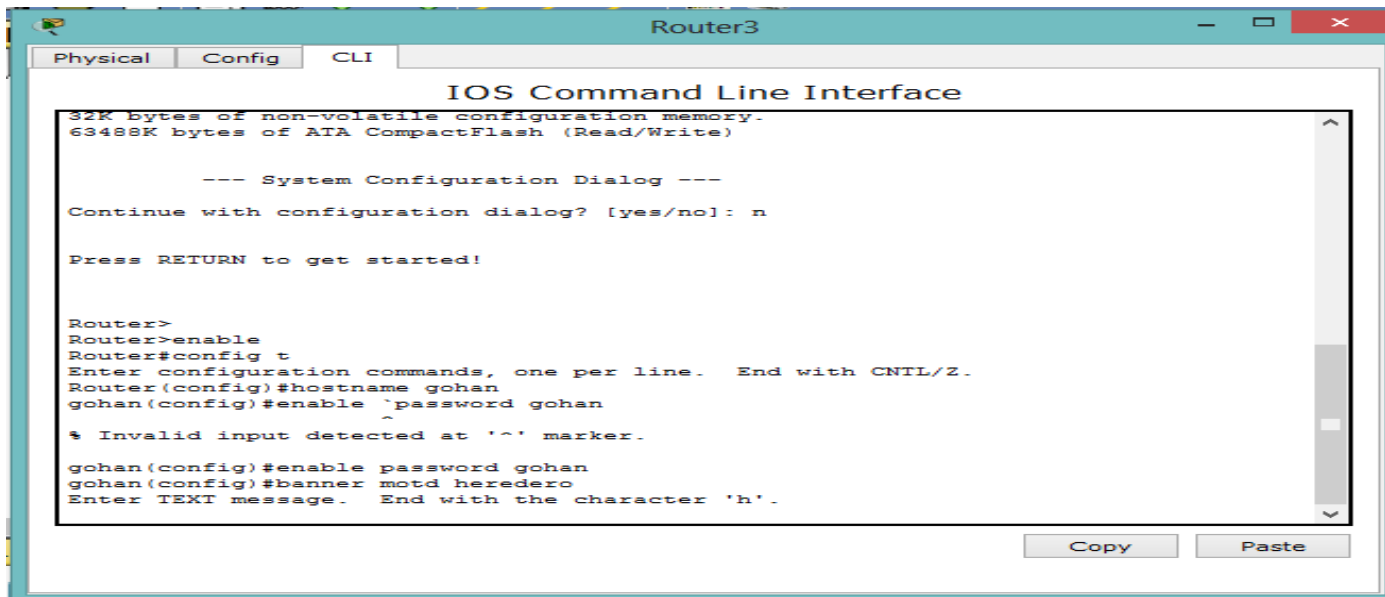 Router3
Physical Config CLI
IOS Command Line Interface
32K bytes of non-volatile configuration memory.
63488K bytes of ATA CompactFlash (Read/Write)
--- System Configuration Dialog ---
Continue with configuration dialog? [yes/no]: n
Press RETURN to get started!
Router>
Router>enable
Router#config t
Enter configuration commands, one per line.  End with CNTL/Z.
Router(config)#hostname gohan
gohan(config)#enable `password gohan
^
% Invalid input detected at '^' marker.
gohan(config)#enable password gohan
gohan(config)#banner motd heredero
Enter TEXT message.  End with the character 'h'.
Copy Paste